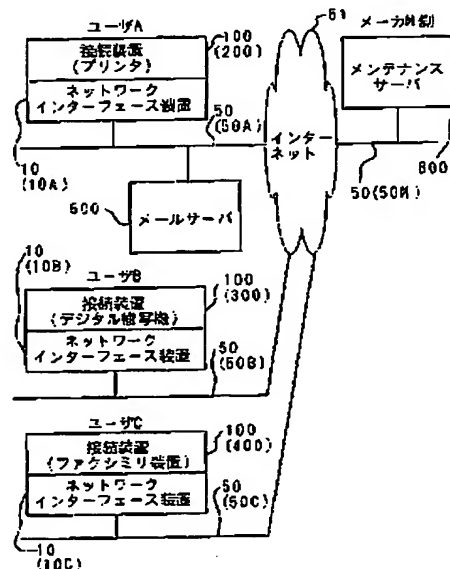 ユーザA
接続装置
(プリンタ)
ネットワーク
インターフェース装置
100
(200)
10
(10A)
50
(50A)
500
メールサーバ
51
インター
ネット
メーカM側
メンテナンス
サーバ
50(50M)
600
10
(10B)
ユーザB
接続装置
(デジタル複写機)
ネットワーク
インターフェース装置
100
(300)
50
(50B)
ユーザC
接続装置
(ファクシミリ装置)
ネットワーク
インターフェース装置
100
(400)
50
(50C)
10
(10C)